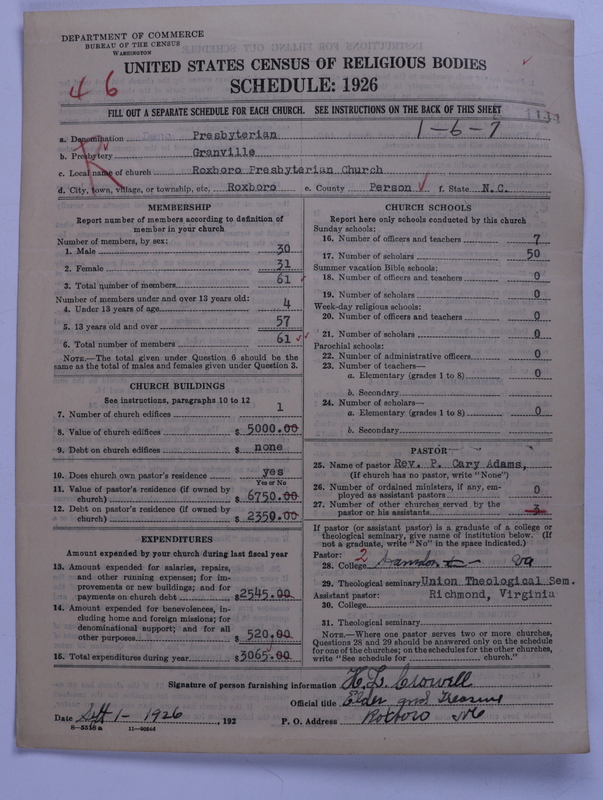 DEPARTMENT OF COMMERCE
BUREAU OF THE CENSUS
WASHINGTON
UNITED STATES CENSUS OF RELIGIOUS BODIES
4 6
SCHEDULE: 1926
FILL OUT A SEPARATE SCHEDULE FOR EACH CHURCH. SEE INSTRUCTIONS ON THE BACK OF THIS SHEET
1-6-7
a. Denomination Presbyterian
b. Presbytery Granville
c. Local name of church Roxboro Presbyterian Church
d. City, town, village, or township, etc. Roxboro e. County Person f. State N.C.
MEMBERSHIP
Report number of members according to definition of
member in your church
Number of members, by sex:
1. Male 30
2. Female 31
3. Total number of members 61
Number of members under and over 13 years old:
4. Under 13 years of age 4
5. 13 years old and over 57
6. Total number of members 61
NOTE.—The total given under Question 6 should be the
same as the total of males and females given under Question 3.
CHURCH BUILDINGS
See instructions, paragraphs 10 to 12
7. Number of church edifices 1
8. Value of church edifices $ 5000.00
9. Debt on church edifices $ none
10. Does church own pastor's residence yes
Yes or No
11. Value of pastor's residence (if owned by
church) $ 6750.00
12. Debt on pastor's residence (if owned by
church) $ 2350.00
EXPENDITURES
Amount expended by your church during last fiscal year
13. Amount expended for salaries, repairs,
and other running expenses; for im-
provements or new buildings; and for
payments on church debt $2545.00
14. Amount expended for benevolences, in-
cluding home and foreign missions; for
denominational support; and for all
other purposes $ 520.00
15. Total expenditures during year $3065.00
CHURCH SCHOOLS
Report here only schools conducted by this church
Sunday schools:
16. Number of officers and teachers 7
17. Number of scholars 50
Summer vacation Bible schools:
18. Number of officers and teachers 0
19. Number of scholars 0
Week-day religious schools:
20. Number of officers and teachers 0
21. Number of scholars 0
Parochial schools:
22. Number of administrative officers 0
23. Number of teachers—
a. Elementary (grades 1 to 8) 0
b. Secondary
24. Number of scholars—
a. Elementary (grades 1 to 8) 0
b. Secondary
PASTOR
25. Name of pastor Rev. P. Cary Adams,
(If church has no pastor, write "None")
26. Number of ordained ministers, if any, em-
ployed as assistant pastors 0
27. Number of other churches served by the
pastor or his assistants 3
If pastor (or assistant pastor) is a graduate of a college or
theological seminary, give name of institution below. (If
not a graduate, write "No" in the space indicated.)
Pastor: 2
28. College Va
29. Theological seminary Union Theological Sem.
Assistant pastor: Richmond, Virginia
30. College
31. Theological seminary
NOTE.—Where one pastor serves two or more churches,
Questions 28 and 29 should be answered only on the schedule
for one of the churches; on the schedules for the other churches,
write "See schedule for church."
Signature of person furnishing information H. L. Crowell
Official title Elder and Treasure
Date Sept 1- 1926 , 192 P. O. Address Roxboro NC
8—5518a 11—90264d